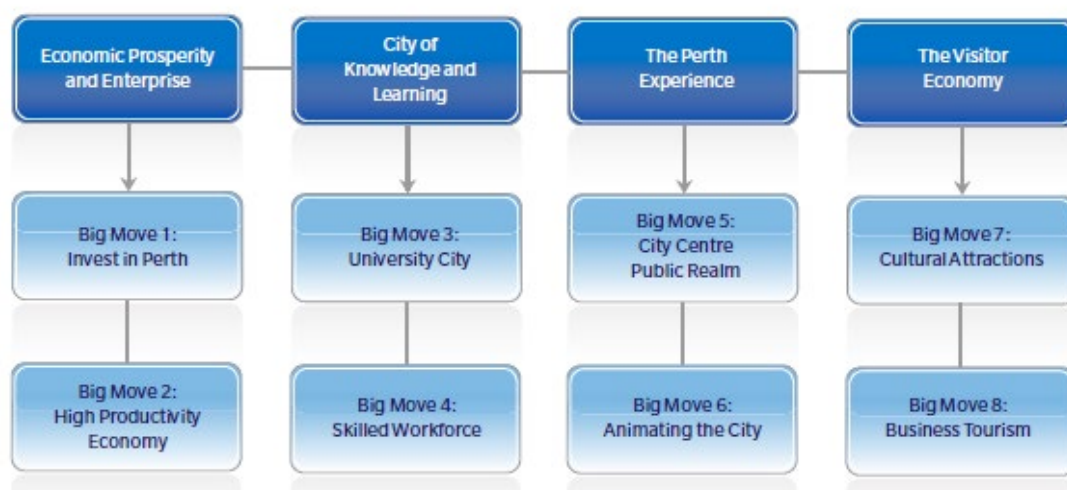 Economic Prosperity
and Enterprise
City of
Knowledge and
Learning
The Perth
Experience
The Visitor
Economy
Big Move 1:
Invest in Perth
Big Move 3:
University City
Big Move 5:
City Centre
Public Realm
Big Move 7:
Cultural Attractions
Big Move 2:
High Productivity
Economy
Big Move 4:
Skilled Workforce
Big Move 6:
Animating the City
Big Move 8:
Business Tourism